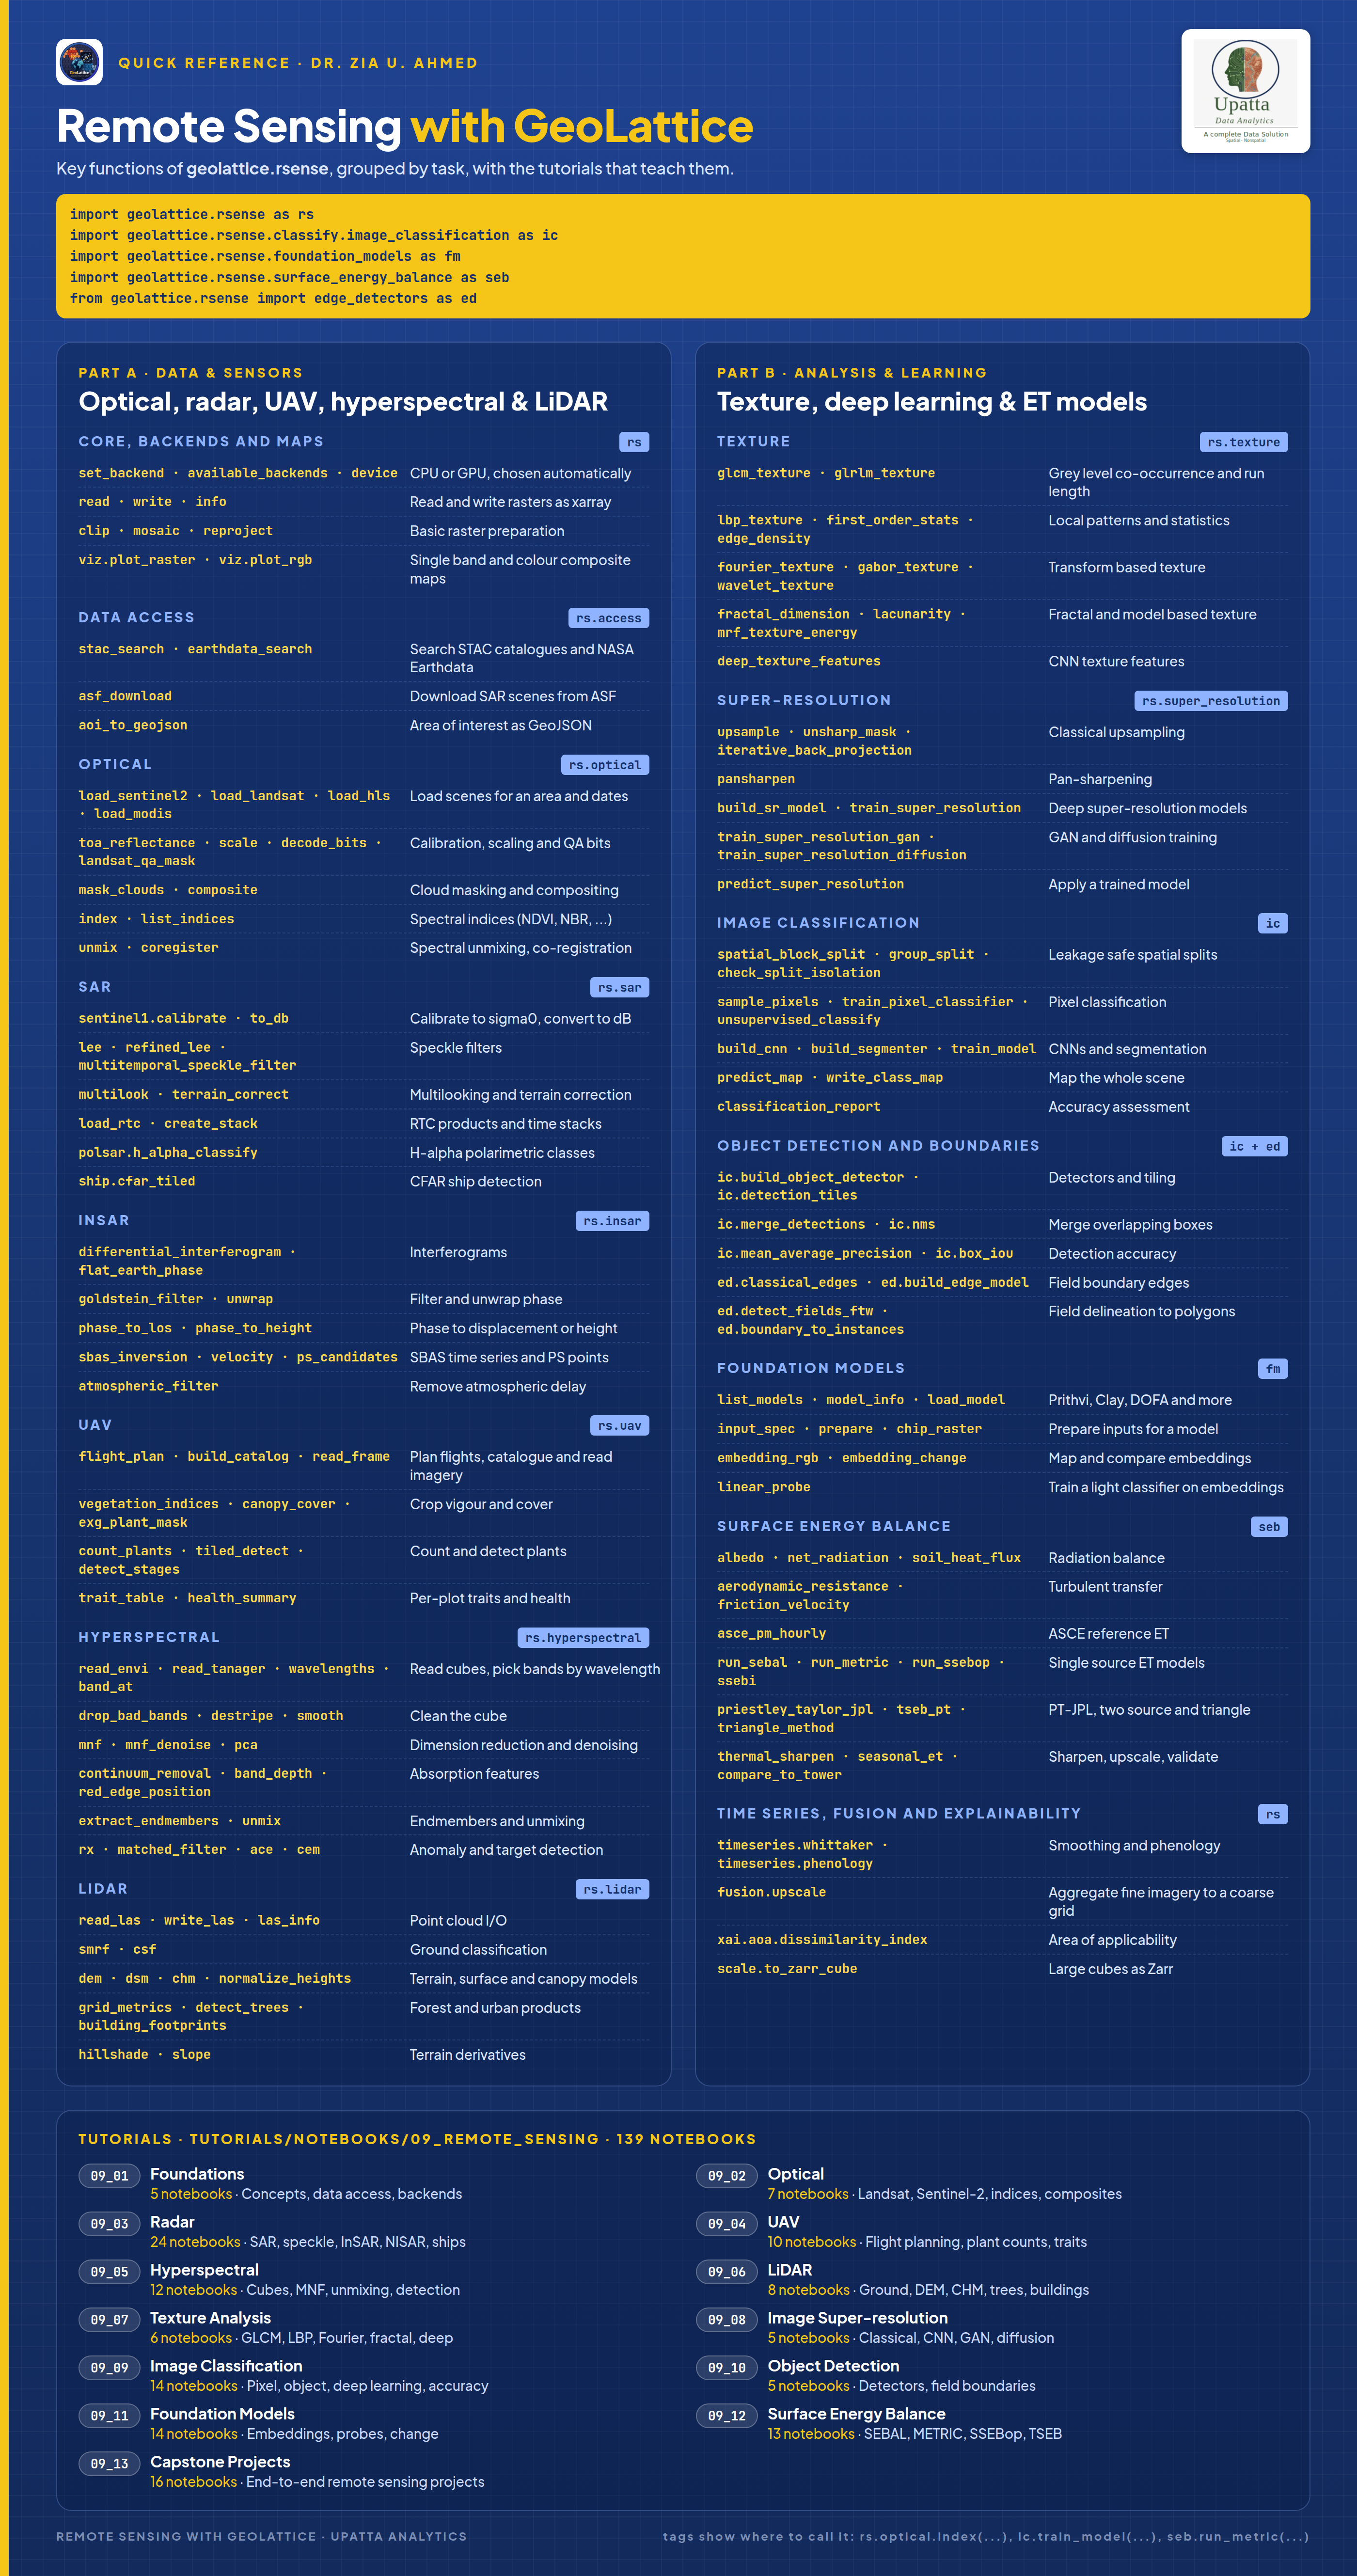 QUICK REFERENCE · DR. ZIA U. AHMED
Remote Sensing with GeoLattice
Key functions of geolattice.rsense, grouped by task, with the tutorials that teach them.
GeoLattice
Upatta
Data Analytics
A complete Data Solution
Spatial - Nonspatial
import geolattice.rsense as rs
import geolattice.rsense.classify.image_classification as ic
import geolattice.rsense.foundation_models as fm
import geolattice.rsense.surface_energy_balance as seb
from geolattice.rsense import edge_detectors as ed
PART A · DATA & SENSORS
Optical, radar, UAV, hyperspectral & LiDAR
CORE, BACKENDS AND MAPS rs
set_backend · available_backends · device CPU or GPU, chosen automatically
read · write · info Read and write rasters as xarray
clip · mosaic · reproject Basic raster preparation
viz.plot_raster · viz.plot_rgb Single band and colour composite
maps
DATA ACCESS rs.access
stac_search · earthdata_search Search STAC catalogues and NASA
Earthdata
asf_download Download SAR scenes from ASF
aoi_to_geojson Area of interest as GeoJSON
OPTICAL rs.optical
load_sentinel2 · load_landsat · load_hls Load scenes for an area and dates
· load_modis
toa_reflectance · scale · decode_bits · Calibration, scaling and QA bits
landsat_qa_mask
mask_clouds · composite Cloud masking and compositing
index · list_indices Spectral indices (NDVI, NBR, ...)
unmix · coregister Spectral unmixing, co-registration
SAR rs.sar
sentinel1.calibrate · to_db Calibrate to sigma0, convert to dB
lee · refined_lee · Speckle filters
multitemporal_speckle_filter
multilook · terrain_correct Multilooking and terrain correction
load_rtc · create_stack RTC products and time stacks
polsar.h_alpha_classify H-alpha polarimetric classes
ship.cfar_tiled CFAR ship detection
INSAR rs.insar
differential_interferogram · Interferograms
flat_earth_phase
goldstein_filter · unwrap Filter and unwrap phase
phase_to_los · phase_to_height Phase to displacement or height
sbas_inversion · velocity · ps_candidates SBAS time series and PS points
atmospheric_filter Remove atmospheric delay
UAV rs.uav
flight_plan · build_catalog · read_frame Plan flights, catalogue and read
imagery
vegetation_indices · canopy_cover · Crop vigour and cover
exg_plant_mask
count_plants · tiled_detect · Count and detect plants
detect_stages
trait_table · health_summary Per-plot traits and health
HYPERSPECTRAL rs.hyperspectral
read_envi · read_tanager · wavelengths · Read cubes, pick bands by wavelength
band_at
drop_bad_bands · destripe · smooth Clean the cube
mnf · mnf_denoise · pca Dimension reduction and denoising
continuum_removal · band_depth · Absorption features
red_edge_position
extract_endmembers · unmix Endmembers and unmixing
rx · matched_filter · ace · cem Anomaly and target detection
LIDAR rs.lidar
read_las · write_las · las_info Point cloud I/O
smrf · csf Ground classification
dem · dsm · chm · normalize_heights Terrain, surface and canopy models
grid_metrics · detect_trees · Forest and urban products
building_footprints
hillshade · slope Terrain derivatives
PART B · ANALYSIS & LEARNING
Texture, deep learning & ET models
TEXTURE rs.texture
glcm_texture · glrlm_texture Grey level co-occurrence and run
length
lbp_texture · first_order_stats · Local patterns and statistics
edge_density
fourier_texture · gabor_texture · Transform based texture
wavelet_texture
fractal_dimension · lacunarity · Fractal and model based texture
mrf_texture_energy
deep_texture_features CNN texture features
SUPER-RESOLUTION rs.super_resolution
upsample · unsharp_mask · Classical upsampling
iterative_back_projection
pansharpen Pan-sharpening
build_sr_model · train_super_resolution Deep super-resolution models
train_super_resolution_gan · GAN and diffusion training
train_super_resolution_diffusion
predict_super_resolution Apply a trained model
IMAGE CLASSIFICATION ic
spatial_block_split · group_split · Leakage safe spatial splits
check_split_isolation
sample_pixels · train_pixel_classifier · Pixel classification
unsupervised_classify
build_cnn · build_segmenter · train_model CNNs and segmentation
predict_map · write_class_map Map the whole scene
classification_report Accuracy assessment
OBJECT DETECTION AND BOUNDARIES ic + ed
ic.build_object_detector · Detectors and tiling
ic.detection_tiles
ic.merge_detections · ic.nms Merge overlapping boxes
ic.mean_average_precision · ic.box_iou Detection accuracy
ed.classical_edges · ed.build_edge_model Field boundary edges
ed.detect_fields_ftw · Field delineation to polygons
ed.boundary_to_instances
FOUNDATION MODELS fm
list_models · model_info · load_model Prithvi, Clay, DOFA and more
input_spec · prepare · chip_raster Prepare inputs for a model
embedding_rgb · embedding_change Map and compare embeddings
linear_probe Train a light classifier on embeddings
SURFACE ENERGY BALANCE seb
albedo · net_radiation · soil_heat_flux Radiation balance
aerodynamic_resistance · Turbulent transfer
friction_velocity
asce_pm_hourly ASCE reference ET
run_sebal · run_metric · run_ssebop · Single source ET models
ssebi
priestley_taylor_jpl · tseb_pt · PT-JPL, two source and triangle
triangle_method
thermal_sharpen · seasonal_et · Sharpen, upscale, validate
compare_to_tower
TIME SERIES, FUSION AND EXPLAINABILITY rs
timeseries.whittaker · Smoothing and phenology
timeseries.phenology
fusion.upscale Aggregate fine imagery to a coarse
grid
xai.aoa.dissimilarity_index Area of applicability
scale.to_zarr_cube Large cubes as Zarr
TUTORIALS · TUTORIALS/NOTEBOOKS/09_REMOTE_SENSING · 139 NOTEBOOKS
09_01 Foundations
5 notebooks · Concepts, data access, backends
09_02 Optical
7 notebooks · Landsat, Sentinel-2, indices, composites
09_03 Radar
24 notebooks · SAR, speckle, InSAR, NISAR, ships
09_04 UAV
10 notebooks · Flight planning, plant counts, traits
09_05 Hyperspectral
12 notebooks · Cubes, MNF, unmixing, detection
09_06 LiDAR
8 notebooks · Ground, DEM, CHM, trees, buildings
09_07 Texture Analysis
6 notebooks · GLCM, LBP, Fourier, fractal, deep
09_08 Image Super-resolution
5 notebooks · Classical, CNN, GAN, diffusion
09_09 Image Classification
14 notebooks · Pixel, object, deep learning, accuracy
09_10 Object Detection
5 notebooks · Detectors, field boundaries
09_11 Foundation Models
14 notebooks · Embeddings, probes, change
09_12 Surface Energy Balance
13 notebooks · SEBAL, METRIC, SSEBop, TSEB
09_13 Capstone Projects
16 notebooks · End-to-end remote sensing projects
REMOTE SENSING WITH GEOLATTICE · UPATTA ANALYTICS
tags show where to call it: rs.optical.index(...), ic.train_model(...), seb.run_metric(...)